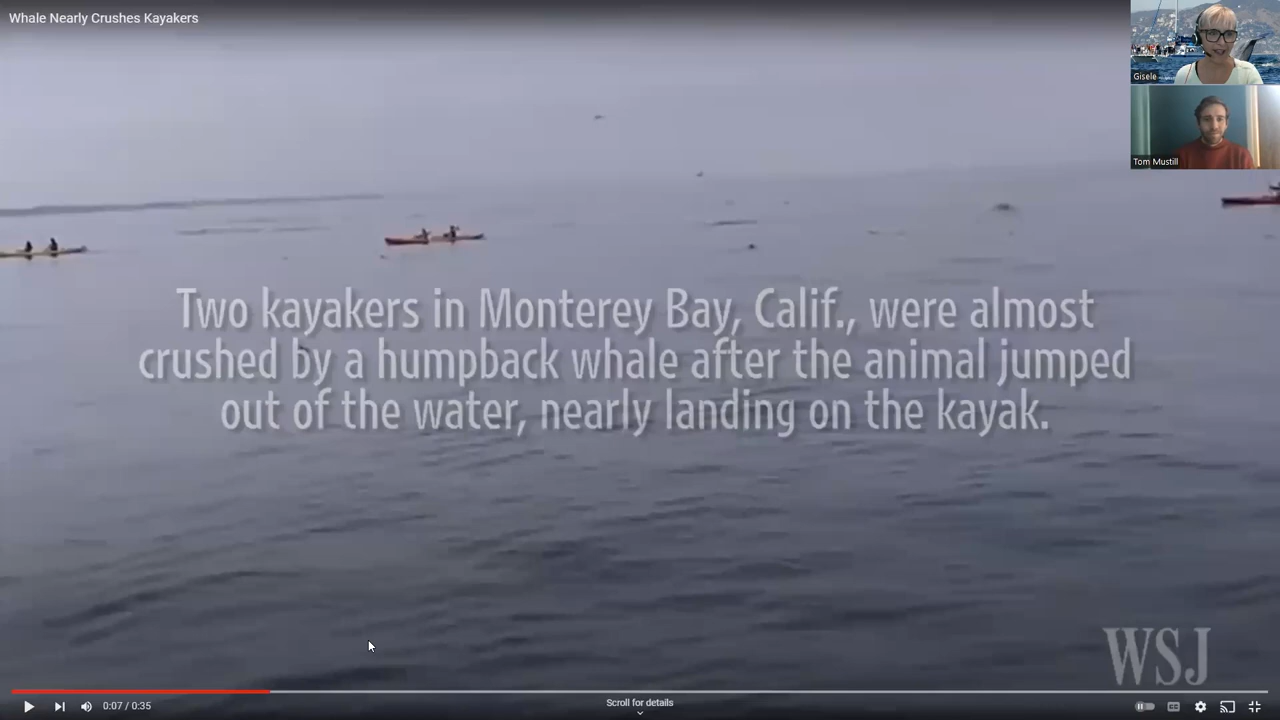 Whale Nearly Crushes Kayakers
Gisele
Tom Mustill
Two kayakers in Monterey Bay, Calif., were almost
crushed by a humpback whale after the animal jumped
out of the water, nearly landing on the kayak.
WSJ
0:07 / 0:35
Scroll for details
CC